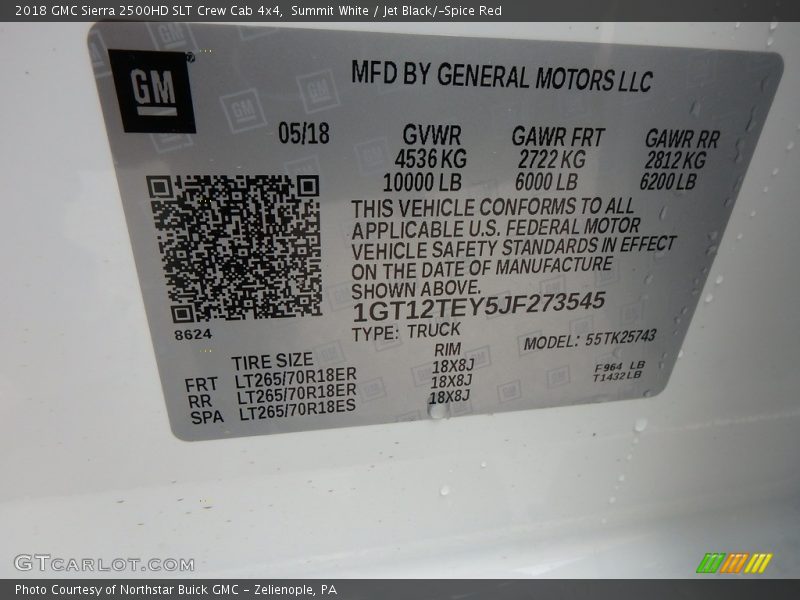 2018 GMC Sierra 2500HD SLT Crew Cab 4x4,  Summit White / Jet Black/­Spice Red
GM
MFD BY GENERAL MOTORS LLC
05/18 GVWR GAWR FRT GAWR RR
4536 KG 2722 KG 2812 KG
10000 LB 6000 LB 6200 LB
THIS VEHICLE CONFORMS TO ALL
APPLICABLE U.S. FEDERAL MOTOR
VEHICLE SAFETY STANDARDS IN EFFECT
ON THE DATE OF MANUFACTURE
SHOWN ABOVE.
1GT12TEY5JF273545
8624
TYPE: TRUCK MODEL: 55TK25743
TIRE SIZE RIM
FRT LT265/70R18ER 18X8J
RR LT265/70R18ER 18X8J
SPA LT265/70R18ES 18X8J
F964 LB
T1432LB
GTCARLOT.COM
Photo Courtesy of Northstar Buick GMC - Zelienople, PA